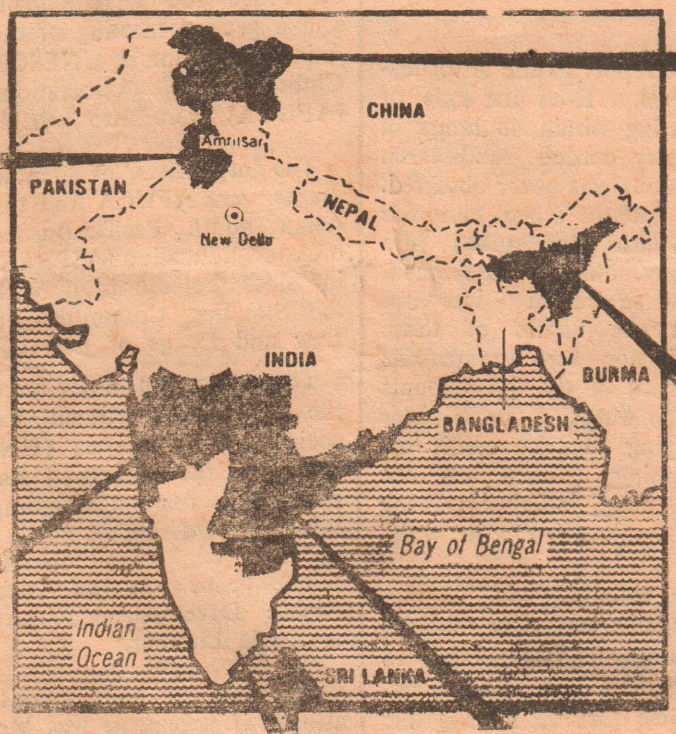 CHINA
Amritsar
PAKISTAN
NEPAL
New Delhi
INDIA
BURMA
BANGLADESH
Bay of Bengal
Indian
Ocean
SRI LANKA